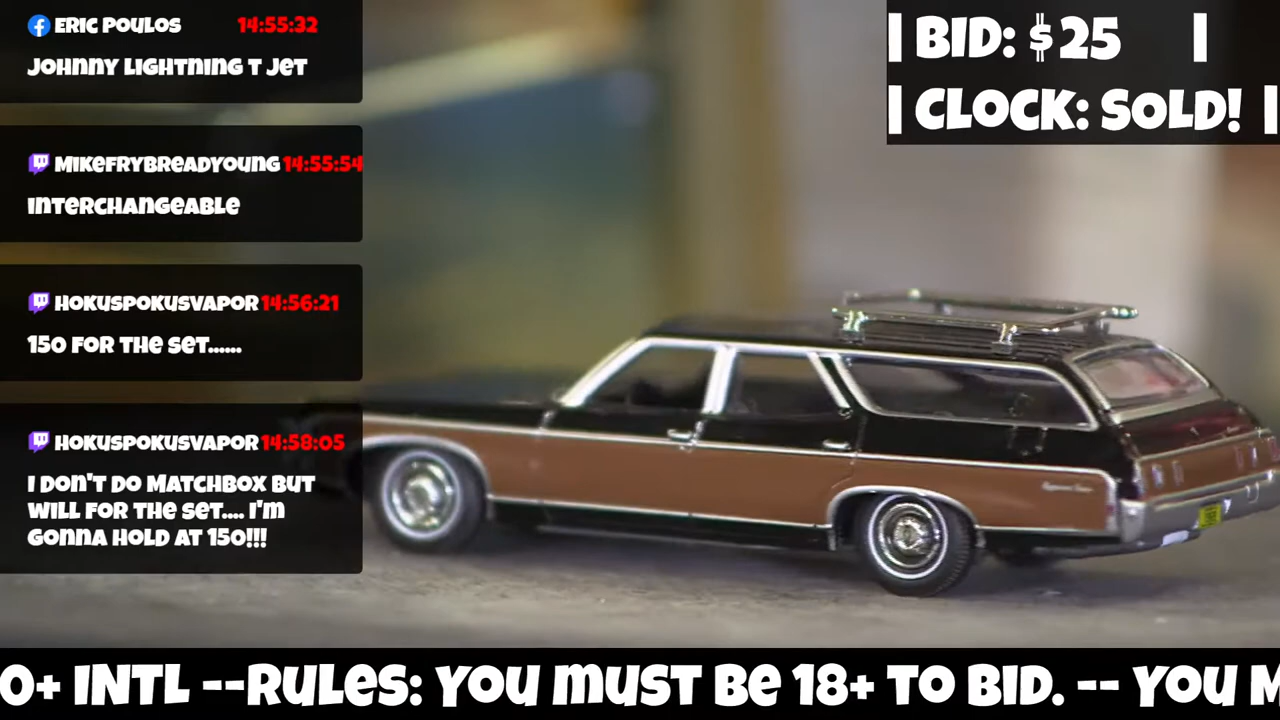 ERIC POULOS 14:55:32
JOHNNY LIGHTNING T JET
MIKEFRYBREADYOUNG 14:55:54
INTERCHANGEABLE
HOKUSPOKUSVAPOR 14:56:21
150 FOR THE SET......
HOKUSPOKUSVAPOR 14:58:05
I DON'T DO MATCHBOX BUT
WILL FOR THE SET.... I'M
GONNA HOLD AT 150!!!
| BID: $25 |
| CLOCK: SOLD! |
0+ INTL --RULES: YOU MUST BE 18+ TO BID. -- YOU M